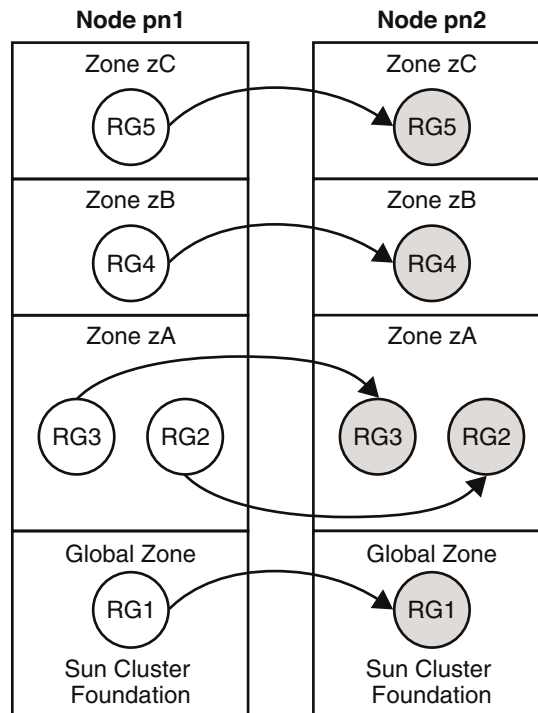 Node pn1
Zone zC
RG5
Zone zB
RG4
Zone zA
RG3
RG2
Global Zone
RG1
Sun Cluster
Foundation
Node pn2
Zone zC
RG5
Zone zB
RG4
Zone zA
RG3
RG2
Global Zone
RG1
Sun Cluster
Foundation